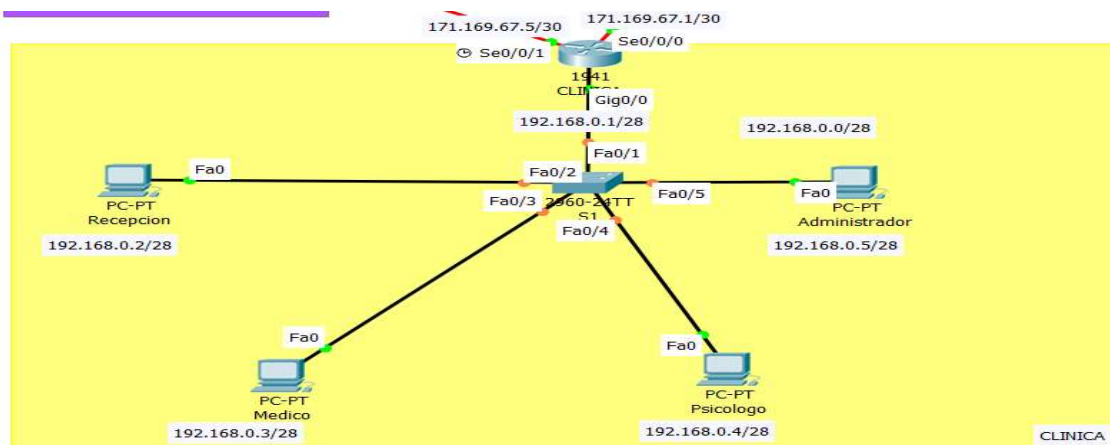 171.169.67.5/30
171.169.67.1/30
Se0/0/1
Se0/0/0
1941
CLINICA
Gig0/0
192.168.0.1/28
192.168.0.0/28
Fa0/1
Fa0
Fa0/2
Fa0/5
Fa0
PC-PT
Recepcion
Fa0/3
2960-24TT
S1
PC-PT
Administrador
Fa0/4
192.168.0.2/28
192.168.0.5/28
Fa0
Fa0
PC-PT
Medico
PC-PT
Psicologo
192.168.0.3/28
192.168.0.4/28
CLINICA